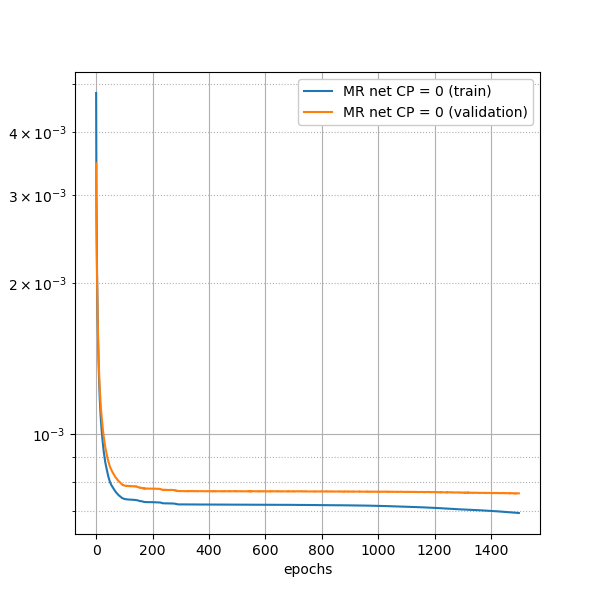 MR net CP = 0 (train)
MR net CP = 0 (validation)
4 × 10⁻³
3 × 10⁻³
2 × 10⁻³
10⁻³
0 200 400 600 800 1000 1200 1400
epochs